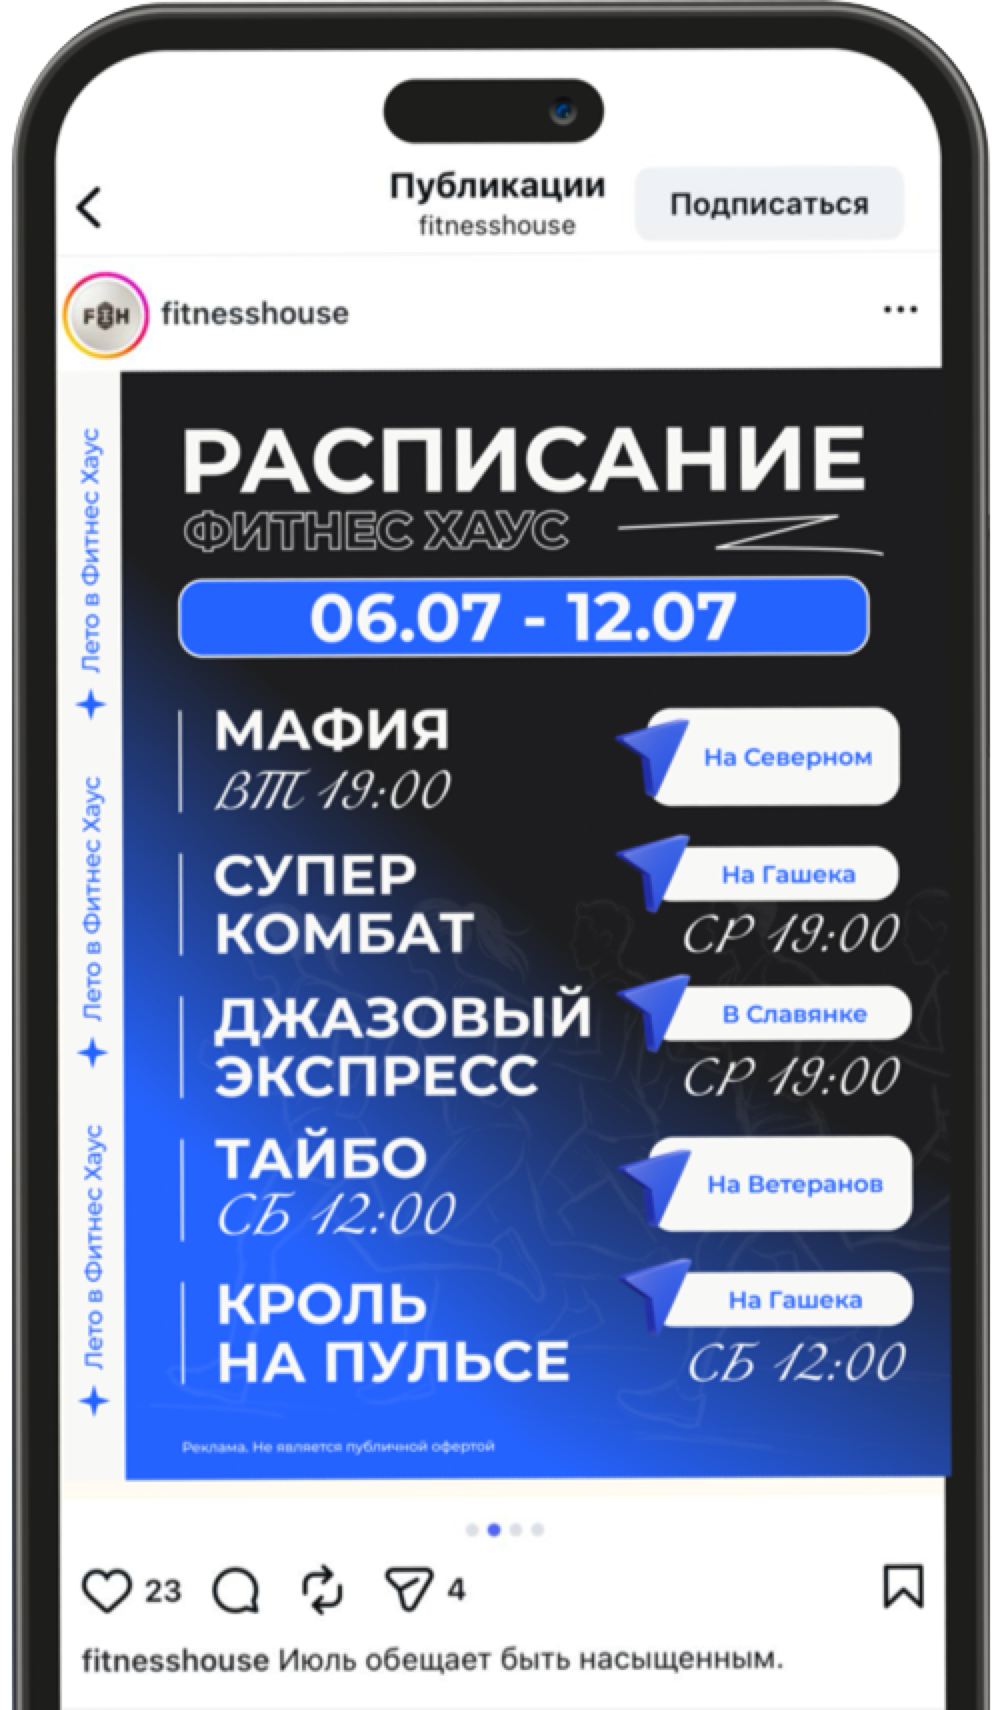 Публикации
fitnesshouse
Подписаться
FH
fitnesshouse
РАСПИСАНИЕ
ФИТНЕС ХАУС
06.07 - 12.07
МАФИЯ
ВТ 19:00
На Северном
СУПЕР
КОМБАТ
На Гашека
СР 19:00
ДЖАЗОВЫЙ
ЭКСПРЕСС
В Славянке
СР 19:00
ТАЙБО
СБ 12:00
На Ветеранов
КРОЛЬ
НА ПУЛЬСЕ
На Гашека
СБ 12:00
Реклама. Не является публичной офертой
Лето в Фитнес Хаус
Лето в Фитнес Хаус
Лето в Фитнес Хаус
23
4
fitnesshouse Июль обещает быть насыщенным.